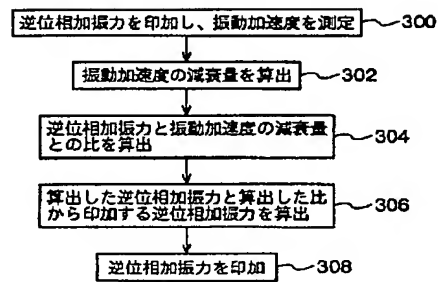 逆位相加振力を印加し、振動加速度を測定 300
振動加速度の減衰量を算出 302
逆位相加振力と振動加速度の減衰量
との比を算出 304
算出した逆位相加振力と算出した比
から印加する逆位相加振力を算出 306
逆位相加振力を印加 308